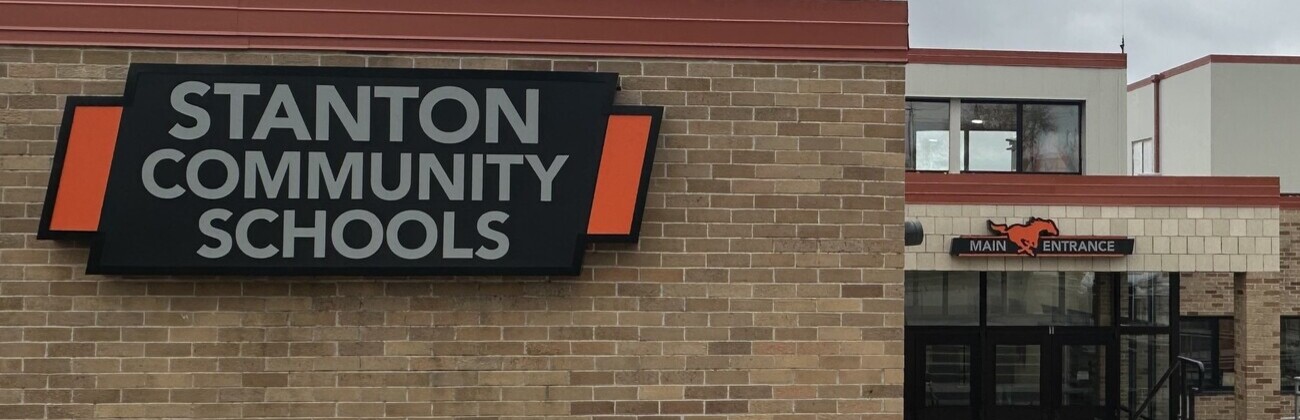 STANTON
COMMUNITY
SCHOOLS
MAIN ENTRANCE